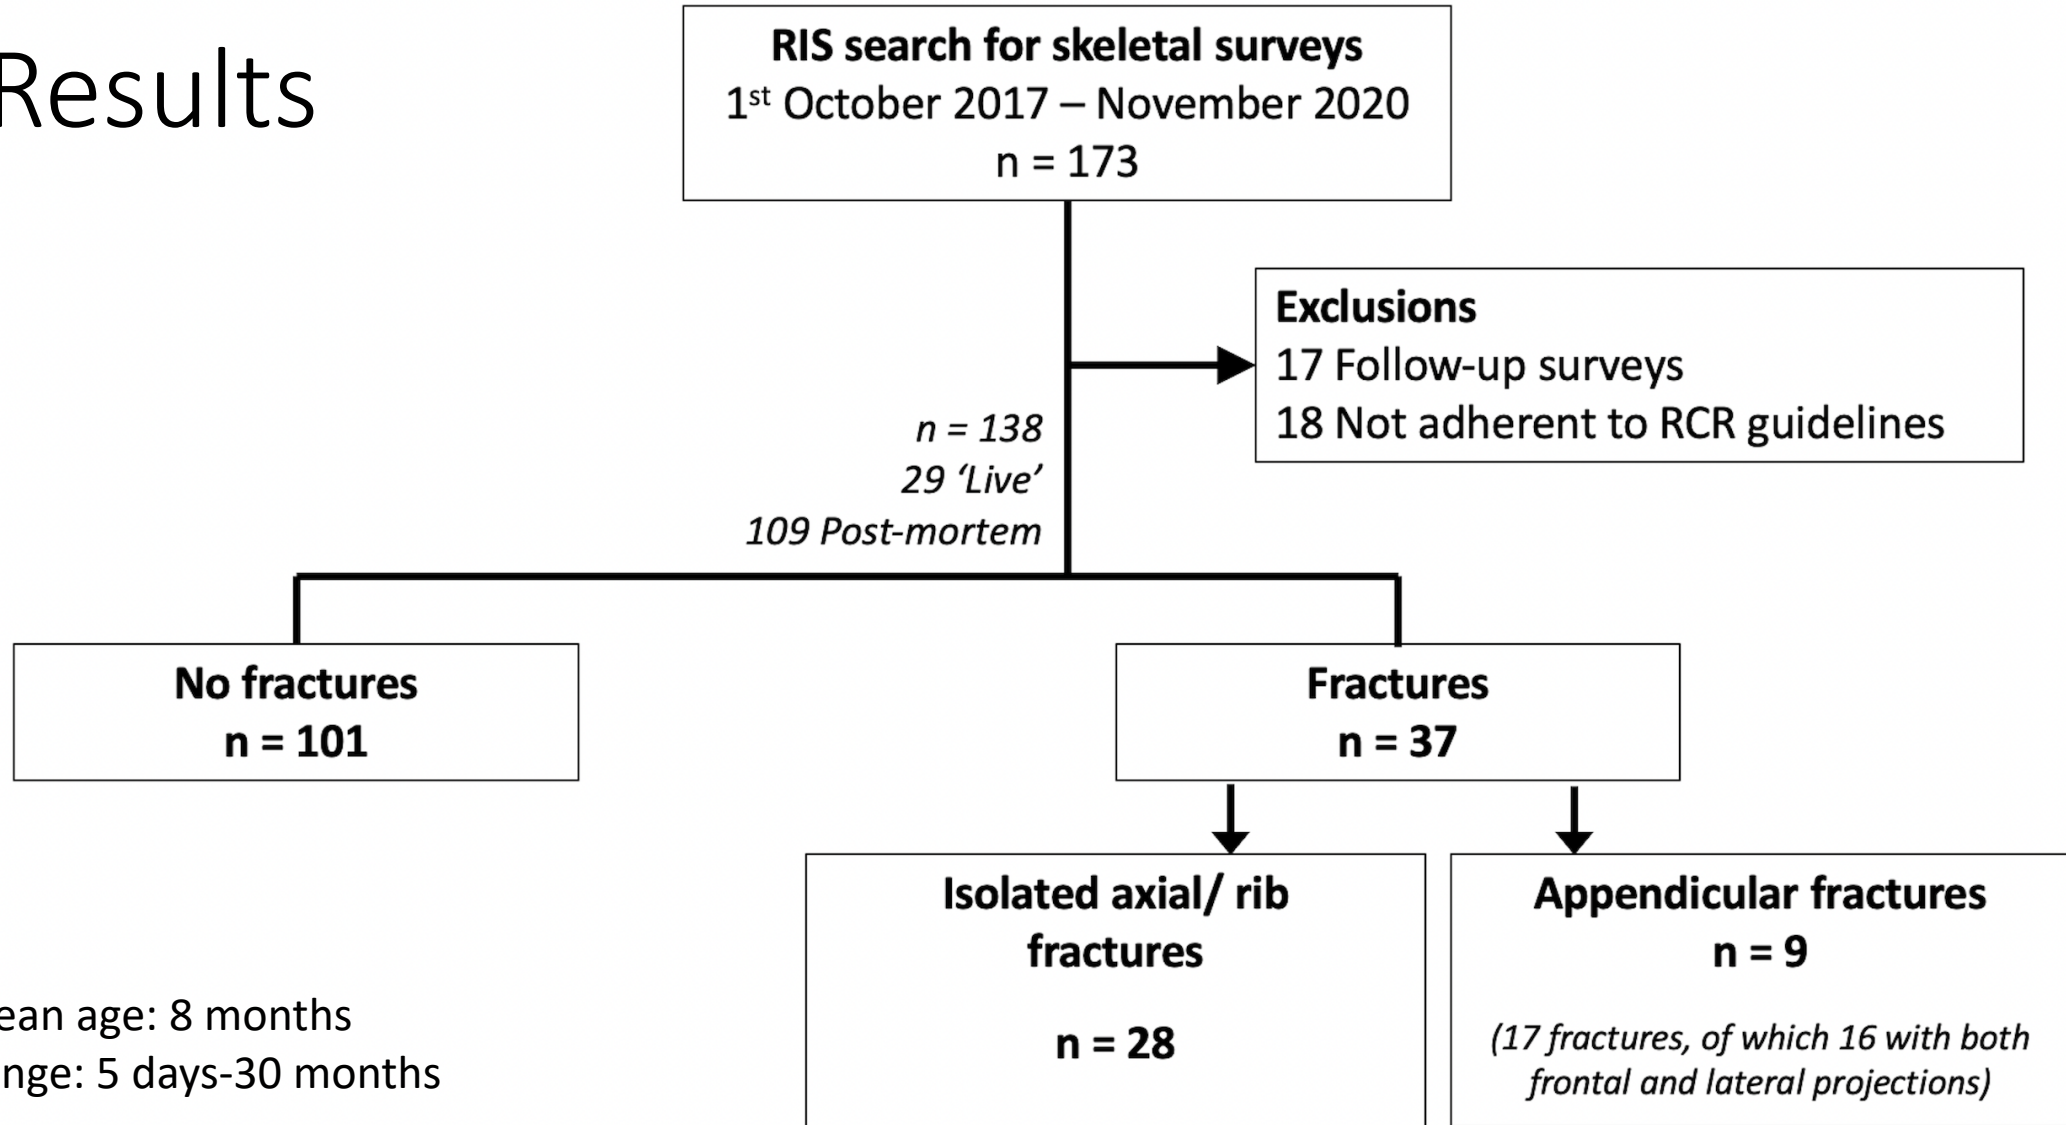 Results
RIS search for skeletal surveys
1st October 2017 – November 2020
n = 173
Exclusions
17 Follow-up surveys
18 Not adherent to RCR guidelines
n = 138
29 ‘Live’
109 Post-mortem
No fractures
n = 101
Fractures
n = 37
Isolated axial/ rib
fractures
n = 28
Appendicular fractures
n = 9
(17 fractures, of which 16 with both
frontal and lateral projections)
ean age: 8 months
nge: 5 days-30 months